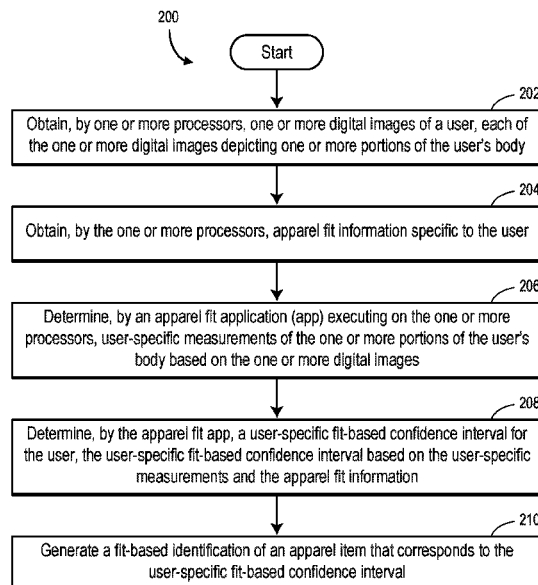 200
Start
202
Obtain, by one or more processors, one or more digital images of a user, each of
the one or more digital images depicting one or more portions of the user's body
204
Obtain, by the one or more processors, apparel fit information specific to the user
206
Determine, by an apparel fit application (app) executing on the one or more
processors, user-specific measurements of the one or more portions of the user's
body based on the one or more digital images
208
Determine, by the apparel fit app, a user-specific fit-based confidence interval for
the user, the user-specific fit-based confidence interval based on the user-specific
measurements and the apparel fit information
210
Generate a fit-based identification of an apparel item that corresponds to the
user-specific fit-based confidence interval